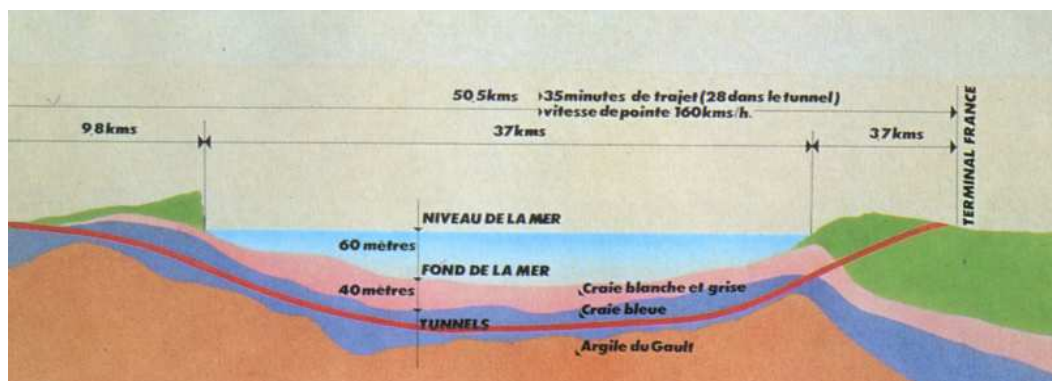 50,5kms
35minutes de trajet (28 dans le tunnel)
vitesse de pointe 160kms/h.
9,8kms
37kms
3,7kms
TERMINAL FRANCE
NIVEAU DE LA MER
60 mètres
FOND DE LA MER
40 mètres
Craie blanche et grise
Craie bleue
TUNNELS
Argile du Gault